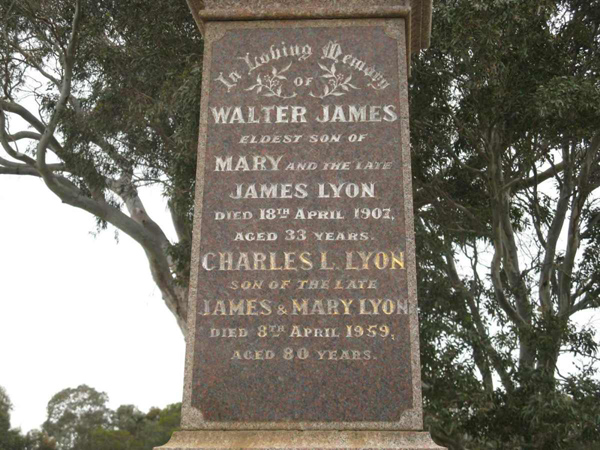 In Loving Memory
OF
WALTER JAMES
ELDEST SON OF
MARY AND THE LATE
JAMES LYON
DIED 18TH APRIL 1907,
AGED 33 YEARS.
CHARLES L. LYON
SON OF THE LATE
JAMES & MARY LYON
DIED 8TH APRIL 1959,
AGED 80 YEARS.